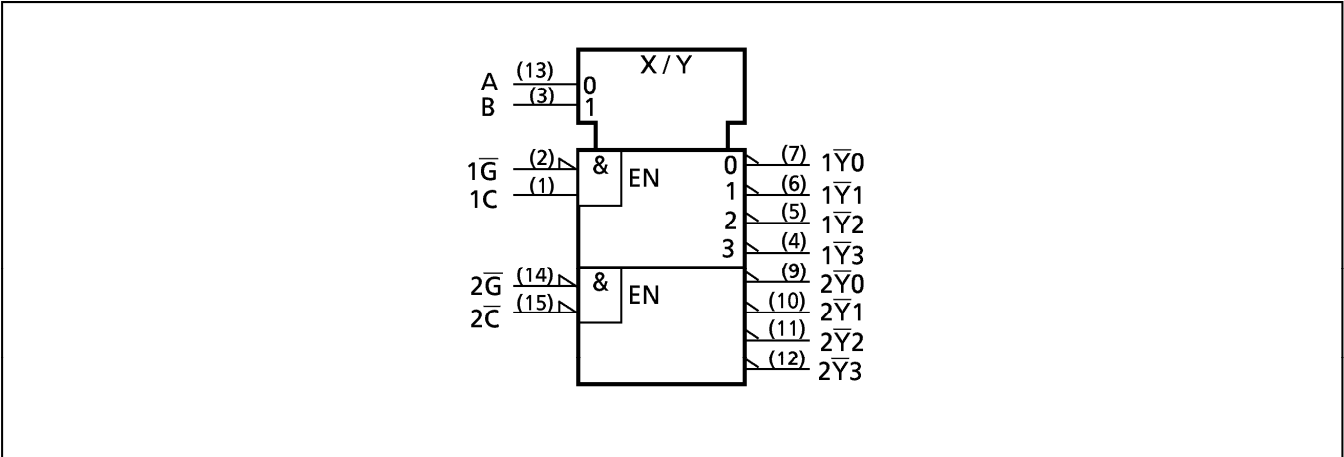 X / Y
A (13) 0
B (3) 1
1G̅ (2) & EN 0 (7) 1Y̅0
1C (1) 1 (6) 1Y̅1
2 (5) 1Y̅2
3 (4) 1Y̅3
2G̅ (14) & EN (9) 2Y̅0
2C̅ (15) (10) 2Y̅1
(11) 2Y̅2
(12) 2Y̅3